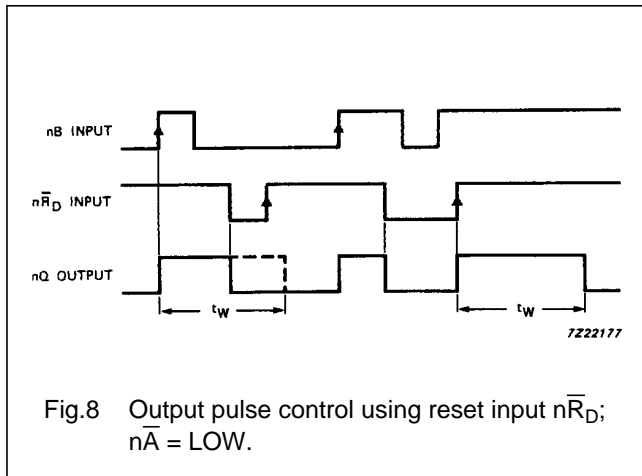 nB INPUT
nR̅D INPUT
nQ OUTPUT
tW
tW
7Z22177
Fig.8 Output pulse control using reset input nR̅D;
nA̅ = LOW.